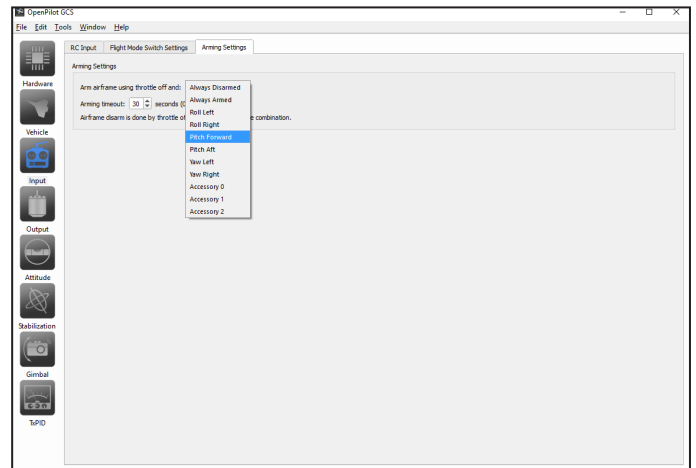 OpenPilot GCS
File Edit Tools Window Help
RC Input Flight Mode Switch Settings Arming Settings
Arming Settings
Arm airframe using throttle off and:
Arming timeout: 30 seconds (
Airframe disarm is done by throttle of e combination.
Always Disarmed
Always Armed
Roll Left
Roll Right
Pitch Forward
Pitch Aft
Yaw Left
Yaw Right
Accessory 0
Accessory 1
Accessory 2
Hardware
Vehicle
Input
Output
Attitude
Stabilization
Gimbal
TxPID